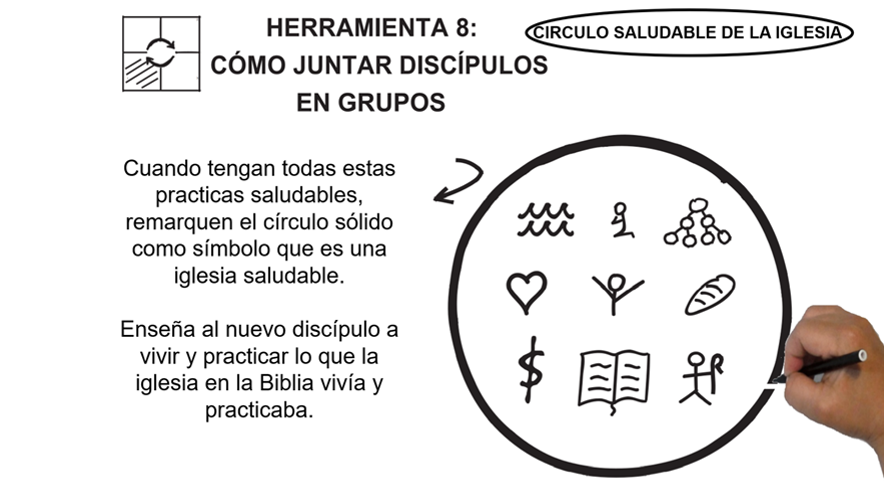 HERRAMIENTA 8:
CÓMO JUNTAR DISCÍPULOS
EN GRUPOS
CIRCULO SALUDABLE DE LA IGLESIA
Cuando tengan todas estas
practicas saludables,
remarquen el círculo sólido
como símbolo que es una
iglesia saludable.
Enseña al nuevo discípulo a
vivir y practicar lo que la
iglesia en la Biblia vivía y
practicaba.
$